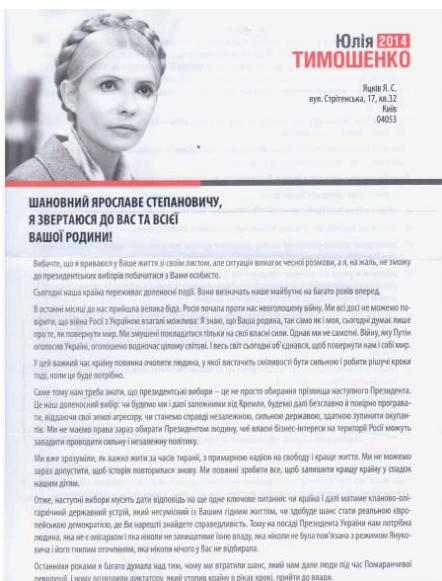 Юлія 2014
ТИМОШЕНКО
Яцків Я. С.
вул. Стрітенська, 17, кв.32
Київ
04053
ШАНОВНИЙ ЯРОСЛАВЕ СТЕПАНОВИЧУ,
Я ЗВЕРТАЮСЯ ДО ВАС ТА ВСІЄЇ
ВАШОЇ РОДИНИ!
Вибачте, що я вриваюся у Ваше життя зі своїм листом, але ситуація вимагає чесної розмови, а я, на жаль, не зможу
до президентських виборів побачитися з Вами особисто.
Сьогодні наша країна переживає доленосні події. Вони визначать наше майбутнє на багато років вперед.
В останні місяці до нас прийшла велика біда. Росія почала проти нас неоголошену війну. Ми всі досі не можемо по-
вірити, що війна Росії з Україною взагалі можлива. Я знаю, що Ваша родина, так само як і моя, сьогодні думає лише
про те, як повернути мир. Ми змушені покладатися тільки на свої власні сили. Однак ми не самотні. Війну, яку Путін
оголосив Україні, оголошено водночас цілому світові. І весь світ сьогодні об'єднався, щоб повернути нам і собі мир.
У цей важкий час країну повинна очолити людина, у якої вистачить сміливості бути сильною і робити рішучі кроки
тоді, коли це буде потрібно.
Саме тому нам треба знати, що президентські вибори – це не просто обирання прізвища наступного Президента.
Це наш доленосний вибір: чи будемо ми і далі залежними від Кремля, будемо далі безславно й покірно програва-
ти, віддаючи свої землі агресору, чи станемо справді незалежною, сильною державою, здатною зупинити окупан-
тів. Ми не маємо права зараз обирати Президентом людину, чиї власні бізнес-інтереси на території Росії можуть
завадити проводити сильну і незалежну політику.
Ми вже зрозуміли, як важко жити за часів тиранії, з примарною надією на свободу і краще життя. Ми не можемо
зараз допустити, щоб історія повторилася знову. Ми повинні зробити все, щоб залишити кращу країну у спадок
нашим дітям.
Отже, наступні вибори мусять дати відповідь на ще одне ключове питання: чи країна і далі матиме кланово-олі-
гархічний державний устрій, який несумісний із Вашим гідним життям, чи здобуде шанс стати реальною євро-
пейською демократією, де Ви нарешті знайдете справедливість. Тому на посаді Президента України нам потрібна
людина, яка не є олігархом і яка ніколи не захищатиме їхню владу, яка ніколи не була пов'язана з режимом Януко-
вича і його гнилим оточенням, яка ніколи нічого у Вас не відбирала.
Останніми роками я багато думала над тим, чому ми втратили шанс, який нам дали люди під час Помаранчевої
революції, і чому дозволили диктатору, який утопив країну в ріках крові, прийти до влади.